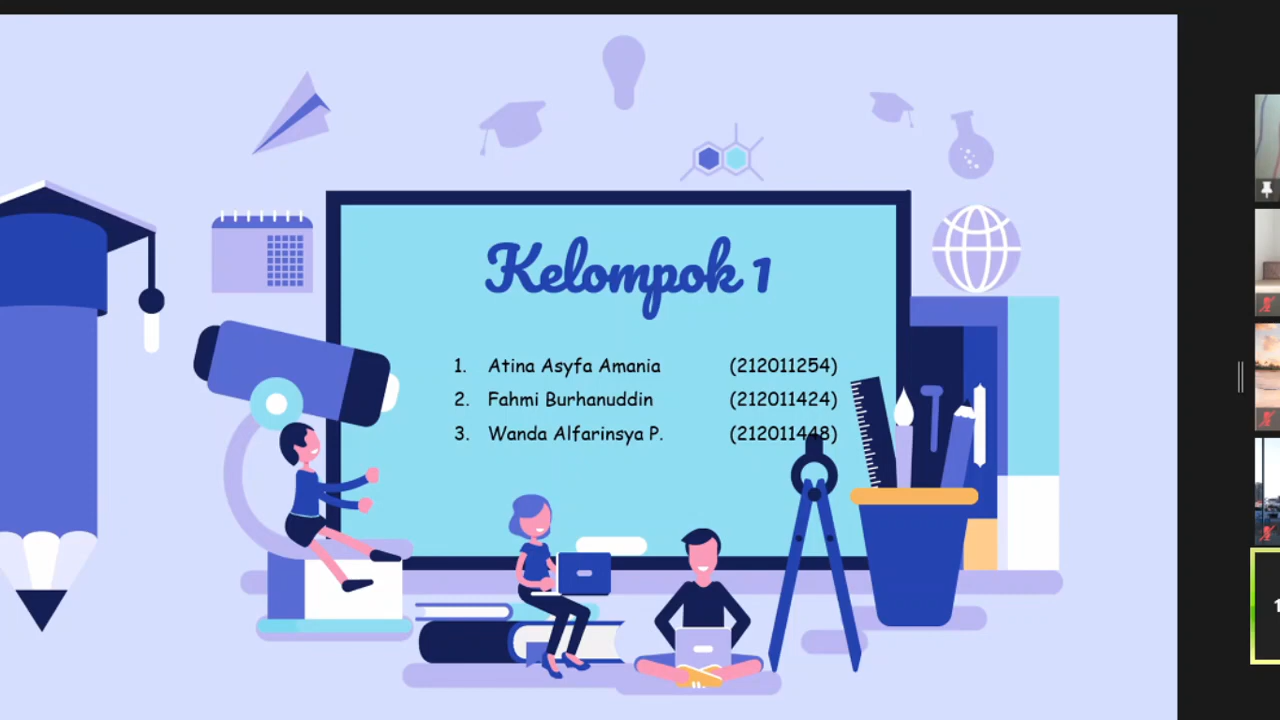 Kelompok 1
1. Atina Asyfa Amania (212011254)
2. Fahmi Burhanuddin (212011424)
3. Wanda Alfarinsya P. (212011448)